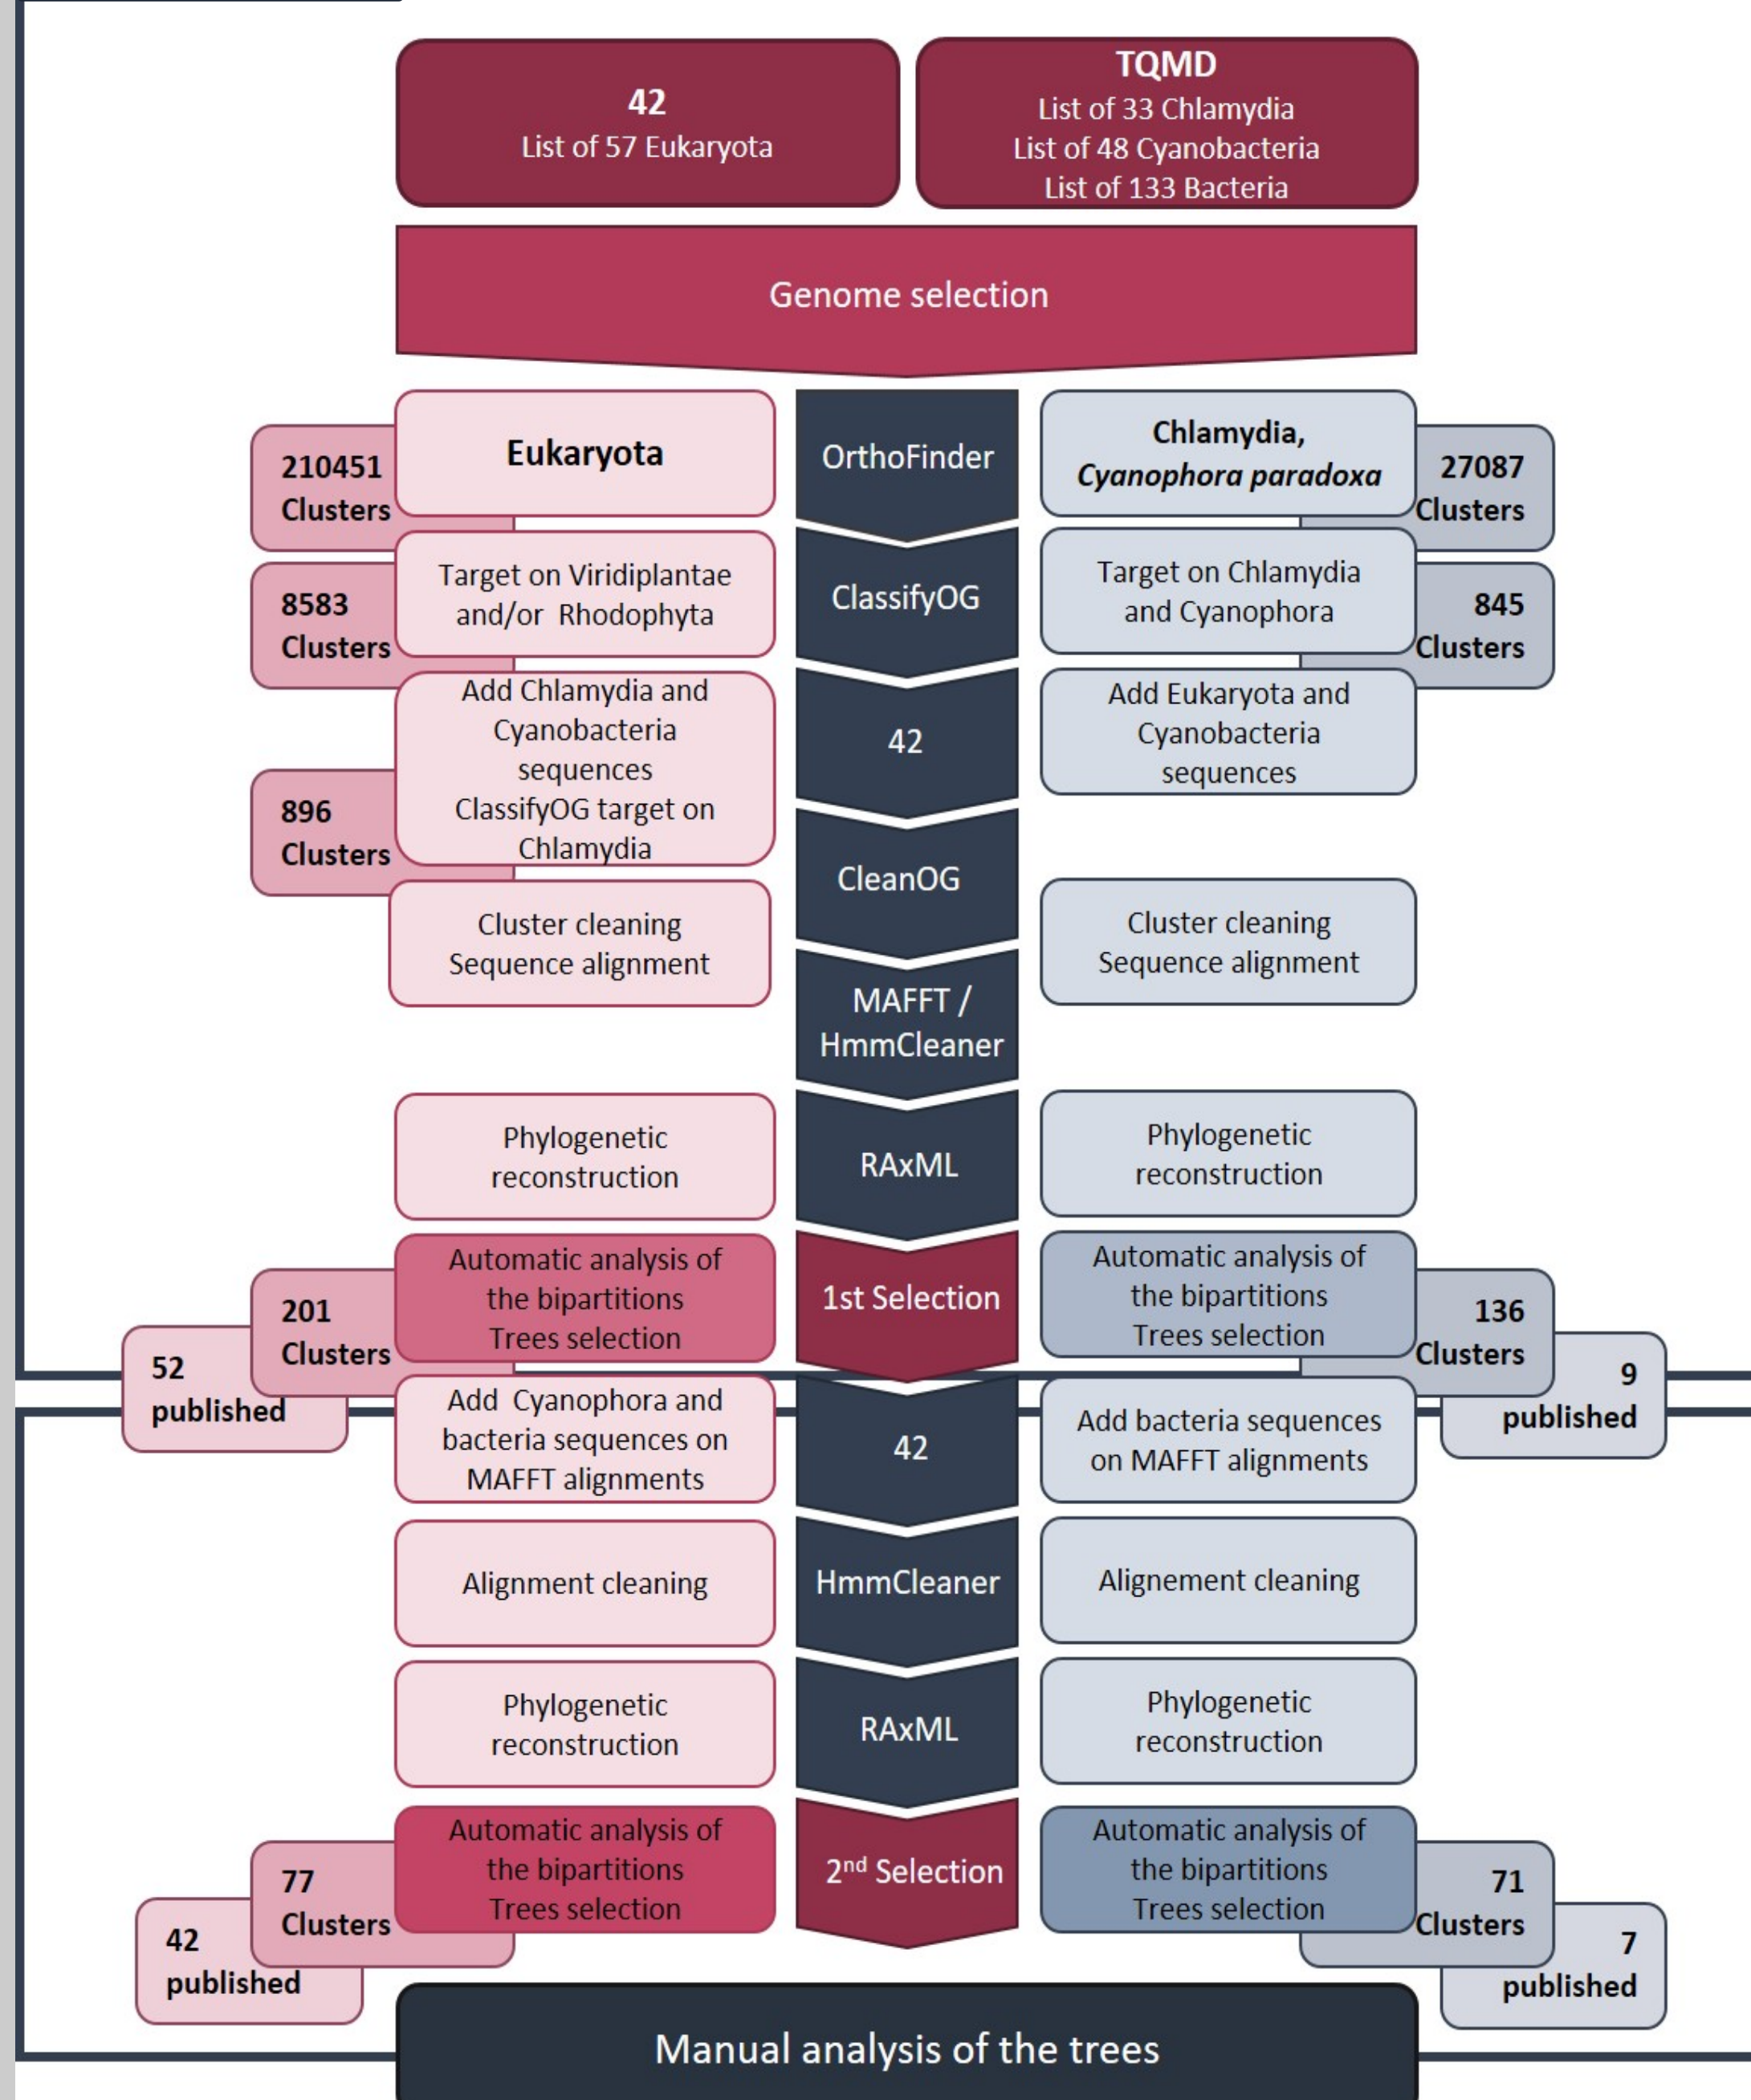 42
List of 57 Eukaryota
TQMD
List of 33 Chlamydia
List of 48 Cyanobacteria
List of 133 Bacteria
Genome selection
210451
Clusters
Eukaryota
OrthoFinder
Chlamydia,
Cyanophora paradoxa
27087
Clusters
8583
Clusters
Target on Viridiplantae
and/or Rhodophyta
ClassifyOG
Target on Chlamydia
and Cyanophora
845
Clusters
896
Clusters
Add Chlamydia and
Cyanobacteria
sequences
ClassifyOG target on
Chlamydia
42
Add Eukaryota and
Cyanobacteria
sequences
CleanOG
Cluster cleaning
Sequence alignment
Cluster cleaning
Sequence alignment
MAFFT /
HmmCleaner
Phylogenetic
reconstruction
RAxML
Phylogenetic
reconstruction
52
published
201
Clusters
Automatic analysis of
the bipartitions
Trees selection
1st Selection
Automatic analysis of
the bipartitions
Trees selection
136
Clusters
9
published
Add Cyanophora and
bacteria sequences on
MAFFT alignments
42
Add bacteria sequences
on MAFFT alignments
Alignment cleaning
HmmCleaner
Alignement cleaning
Phylogenetic
reconstruction
RAxML
Phylogenetic
reconstruction
42
published
77
Clusters
Automatic analysis of
the bipartitions
Trees selection
2nd Selection
Automatic analysis of
the bipartitions
Trees selection
71
Clusters
7
published
Manual analysis of the trees